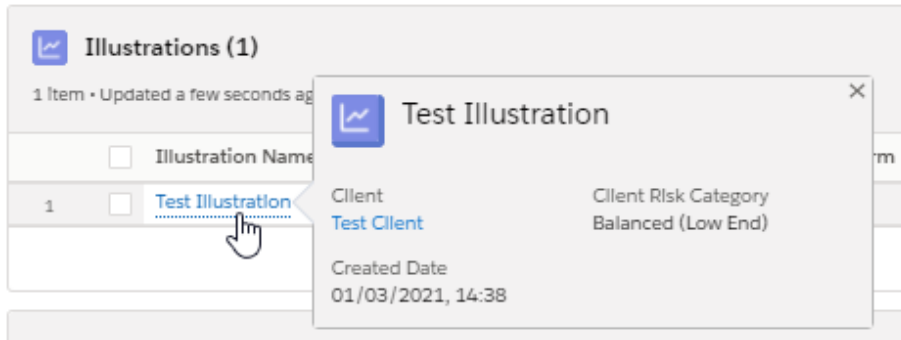 Illustrations (1)
1 Item • Updated a few seconds ag
Illustration Name
rm
1
Test Illustration
Test Illustration
Client
Client Risk Category
Test Client
Balanced (Low End)
Created Date
01/03/2021, 14:38